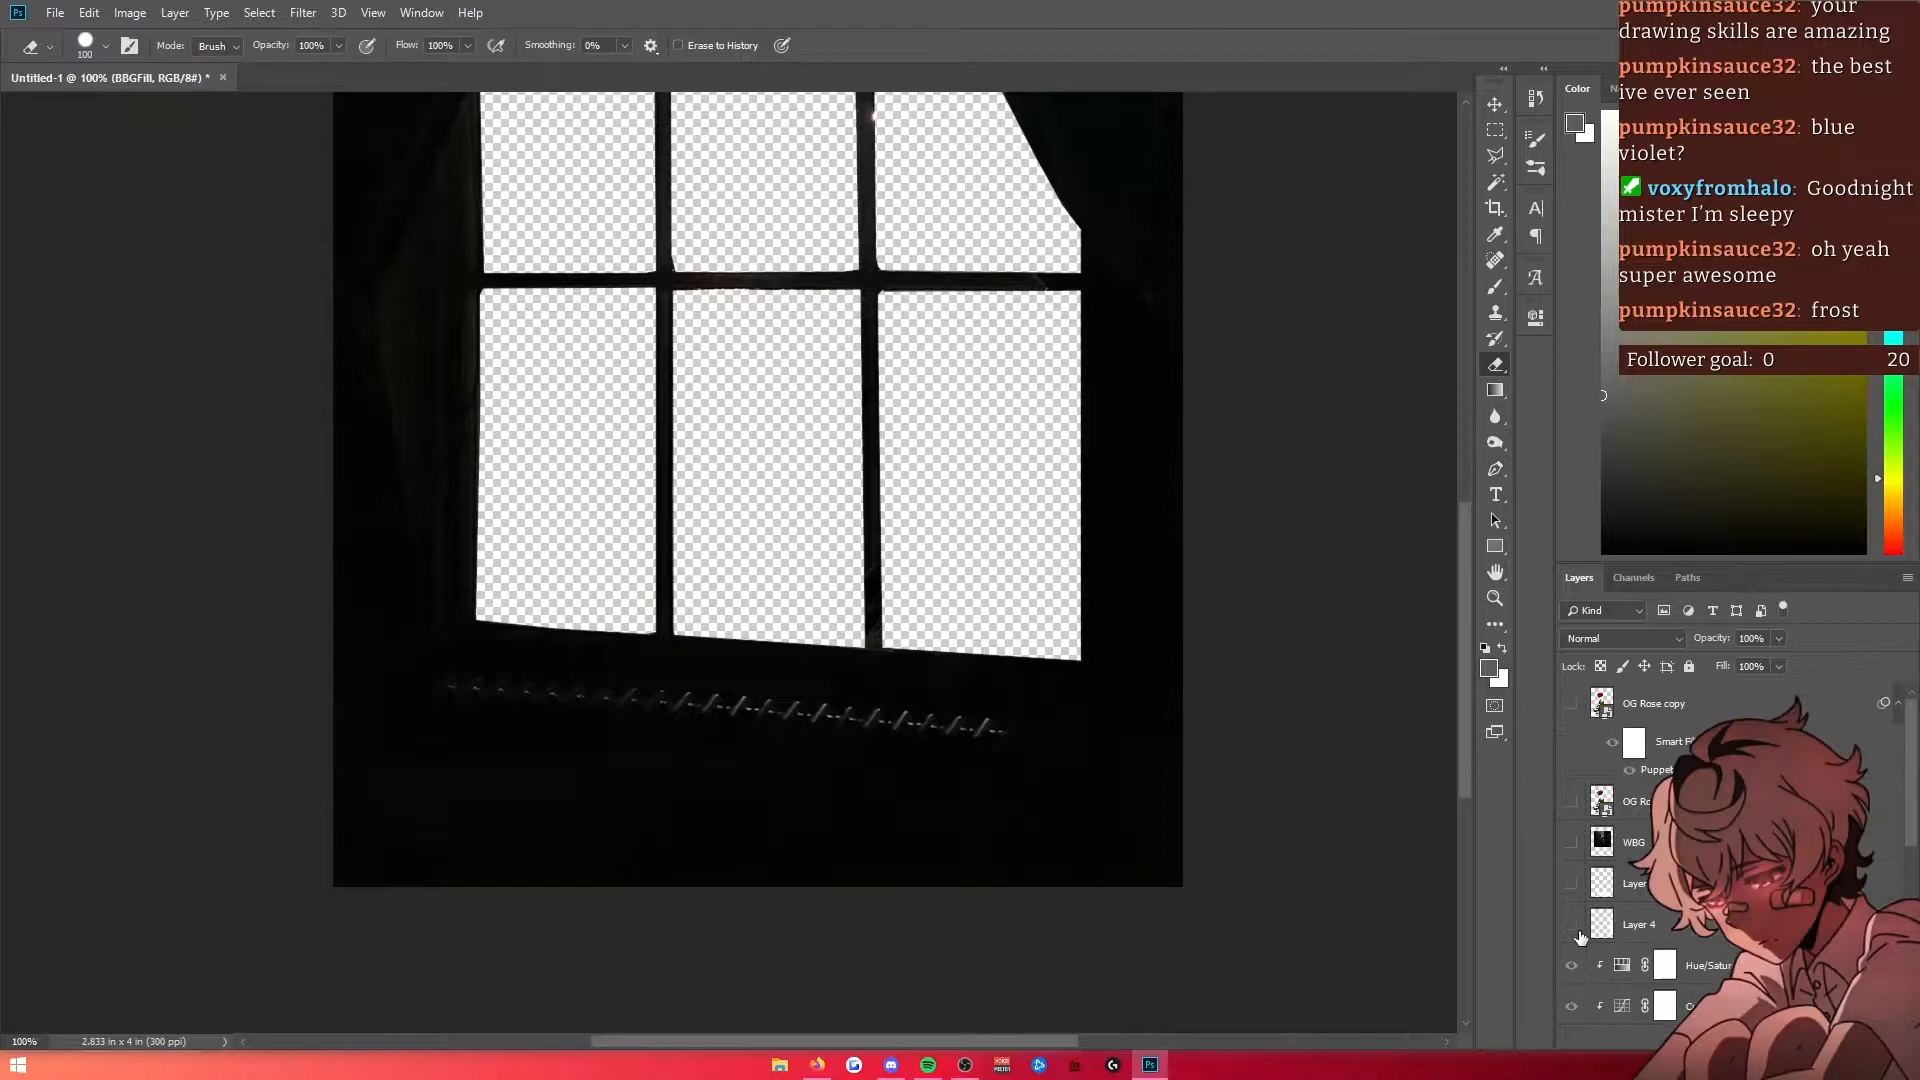 File Edit Image Layer Type Select Filter 3D View Window Help
100
Mode: Brush Opacity: 100% Flow: 100% Smoothing: 0% Erase to History
Untitled-1 @ 100% (BBGFill, RGB/8#) * ×
Color
pumpkinsauce32: your
drawing skills are amazing
pumpkinsauce32: the best
ive ever seen
pumpkinsauce32: blue
violet?
voxyfromhalo: Goodnight
mister I'm sleepy
pumpkinsauce32: oh yeah
super awesome
pumpkinsauce32: frost
Follower goal: 0 20
Layers Channels Paths
Kind
Normal Opacity: 100%
Lock: Fill: 100%
OG Rose copy
Smart
Puppet
OG
WBG
Layer
Layer 4
Hue/Satur
100% 2.833 in x 4 in (300 ppi)